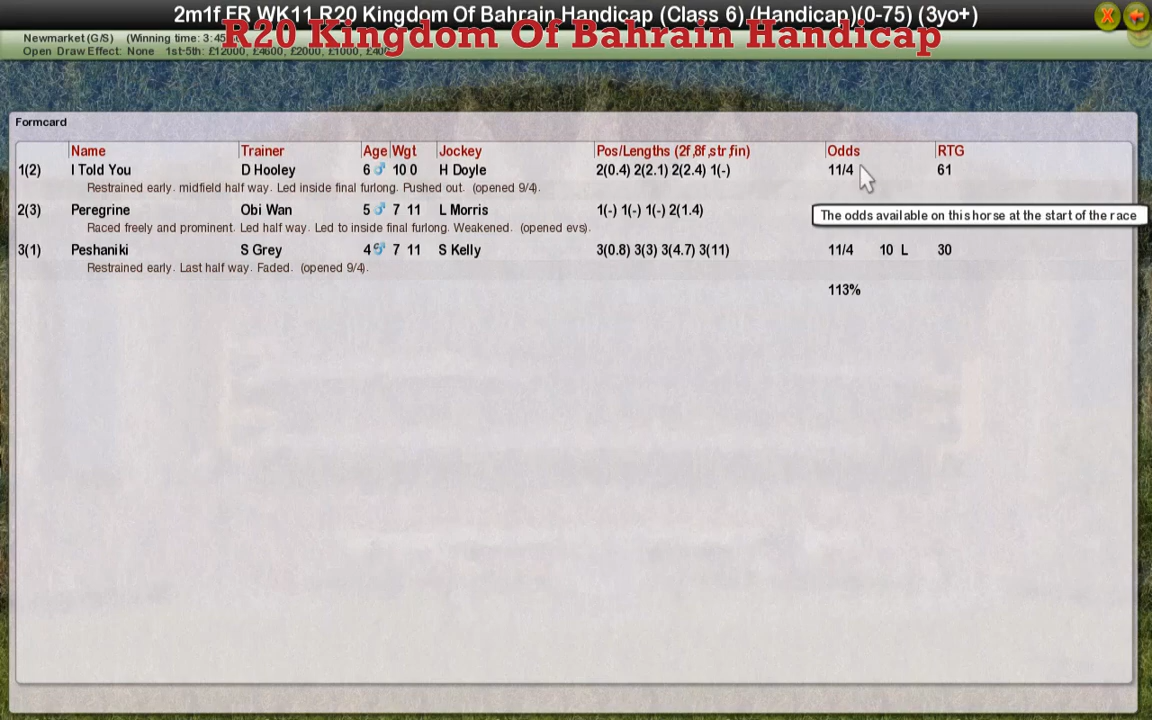 2m1f FR WK11 R20 Kingdom Of Bahrain Handicap (Class 6) (Handicap)(0-75) (3yo+)
R20 Kingdom Of Bahrain Handicap
Newmarket (G/S) (Winning time: 3:45
Open Draw Effect: None 1st-5th: £12000, £4600, £2000, £1000, £400
Formcard
Name Trainer Age Wgt Jockey Pos/Lengths (2f,8f,str,fin) Odds RTG
1(2) I Told You D Hooley 6 10 0 H Doyle 2(0.4) 2(2.1) 2(2.4) 1(-) 11/4 61
Restrained early. midfield half way. Led inside final furlong. Pushed out. (opened 9/4).
2(3) Peregrine Obi Wan 5 7 11 L Morris 1(-) 1(-) 1(-) 2(1.4)
The odds available on this horse at the start of the race
Raced freely and prominent. Led half way. Led to inside final furlong. Weakened. (opened evs).
3(1) Peshaniki S Grey 4 7 11 S Kelly 3(0.8) 3(3) 3(4.7) 3(11) 11/4 10 L 30
Restrained early. Last half way. Faded. (opened 9/4).
113%